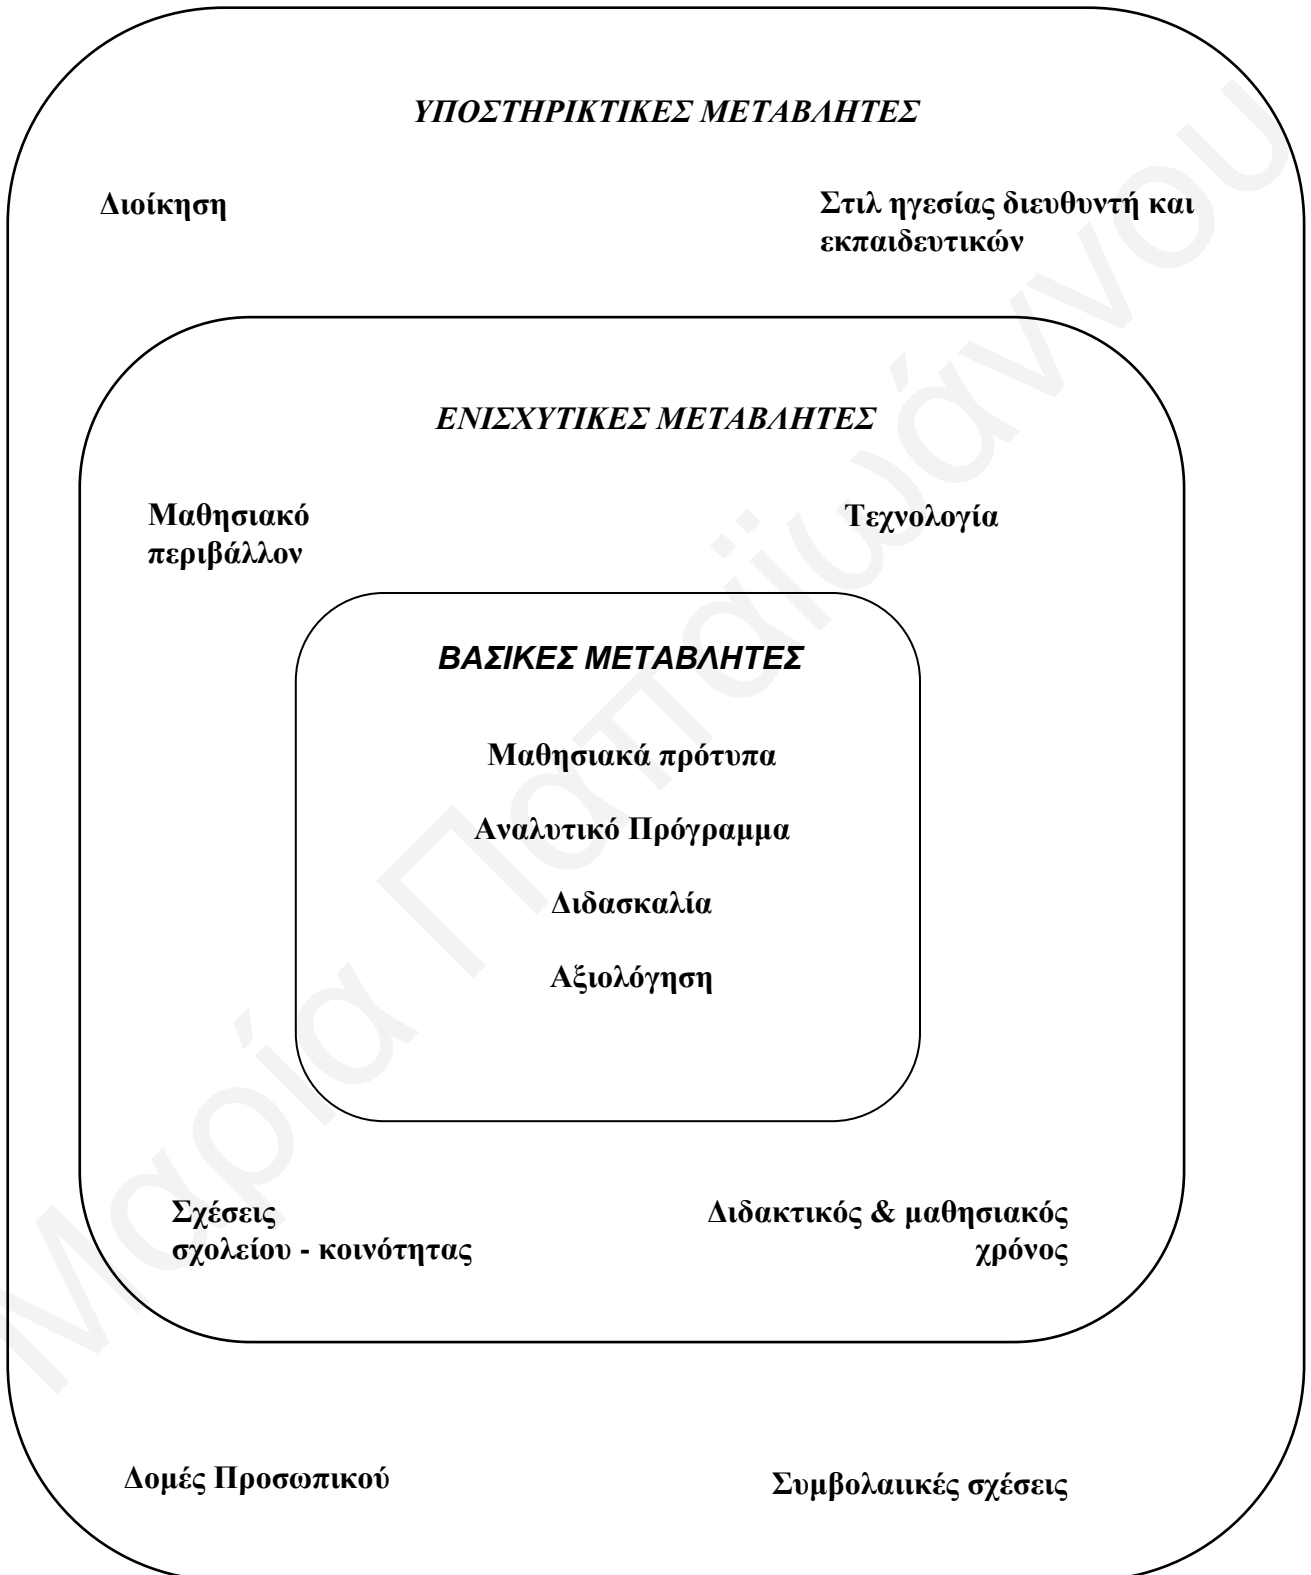 ΥΠΟΣΤΗΡΙΚΤΙΚΕΣ ΜΕΤΑΒΛΗΤΕΣ
Διοίκηση
Στιλ ηγεσίας διευθυντή και
εκπαιδευτικών
ΕΝΙΣΧΥΤΙΚΕΣ ΜΕΤΑΒΛΗΤΕΣ
Μαθησιακό
περιβάλλον
Τεχνολογία
ΒΑΣΙΚΕΣ ΜΕΤΑΒΛΗΤΕΣ
Μαθησιακά πρότυπα
Αναλυτικό Πρόγραμμα
Διδασκαλία
Αξιολόγηση
Σχέσεις
σχολείου - κοινότητας
Διδακτικός & μαθησιακός
χρόνος
Δομές Προσωπικού
Συμβολαιικές σχέσεις
Μαρία Παπαϊωάννου